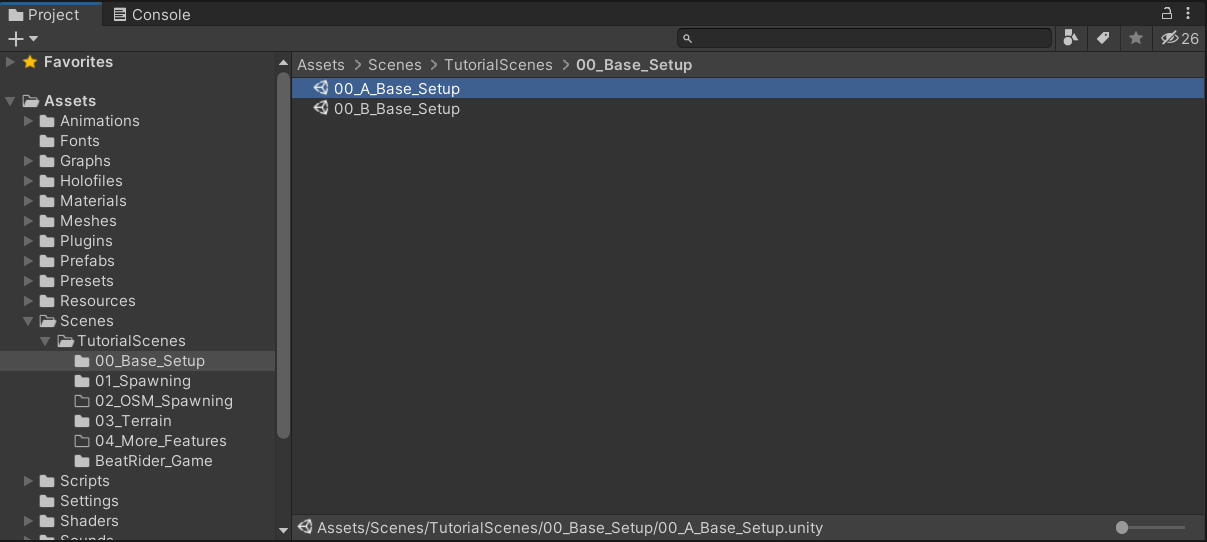 Project
Console
26
Favorites
Assets
Animations
Fonts
Graphs
Holofiles
Materials
Meshes
Plugins
Prefabs
Presets
Resources
Scenes
TutorialScenes
00_Base_Setup
01_Spawning
02_OSM_Spawning
03_Terrain
04_More_Features
BeatRider_Game
Scripts
Settings
Shaders
Sounds
Assets > Scenes > TutorialScenes > 00_Base_Setup
00_A_Base_Setup
00_B_Base_Setup
Assets/Scenes/TutorialScenes/00_Base_Setup/00_A_Base_Setup.unity